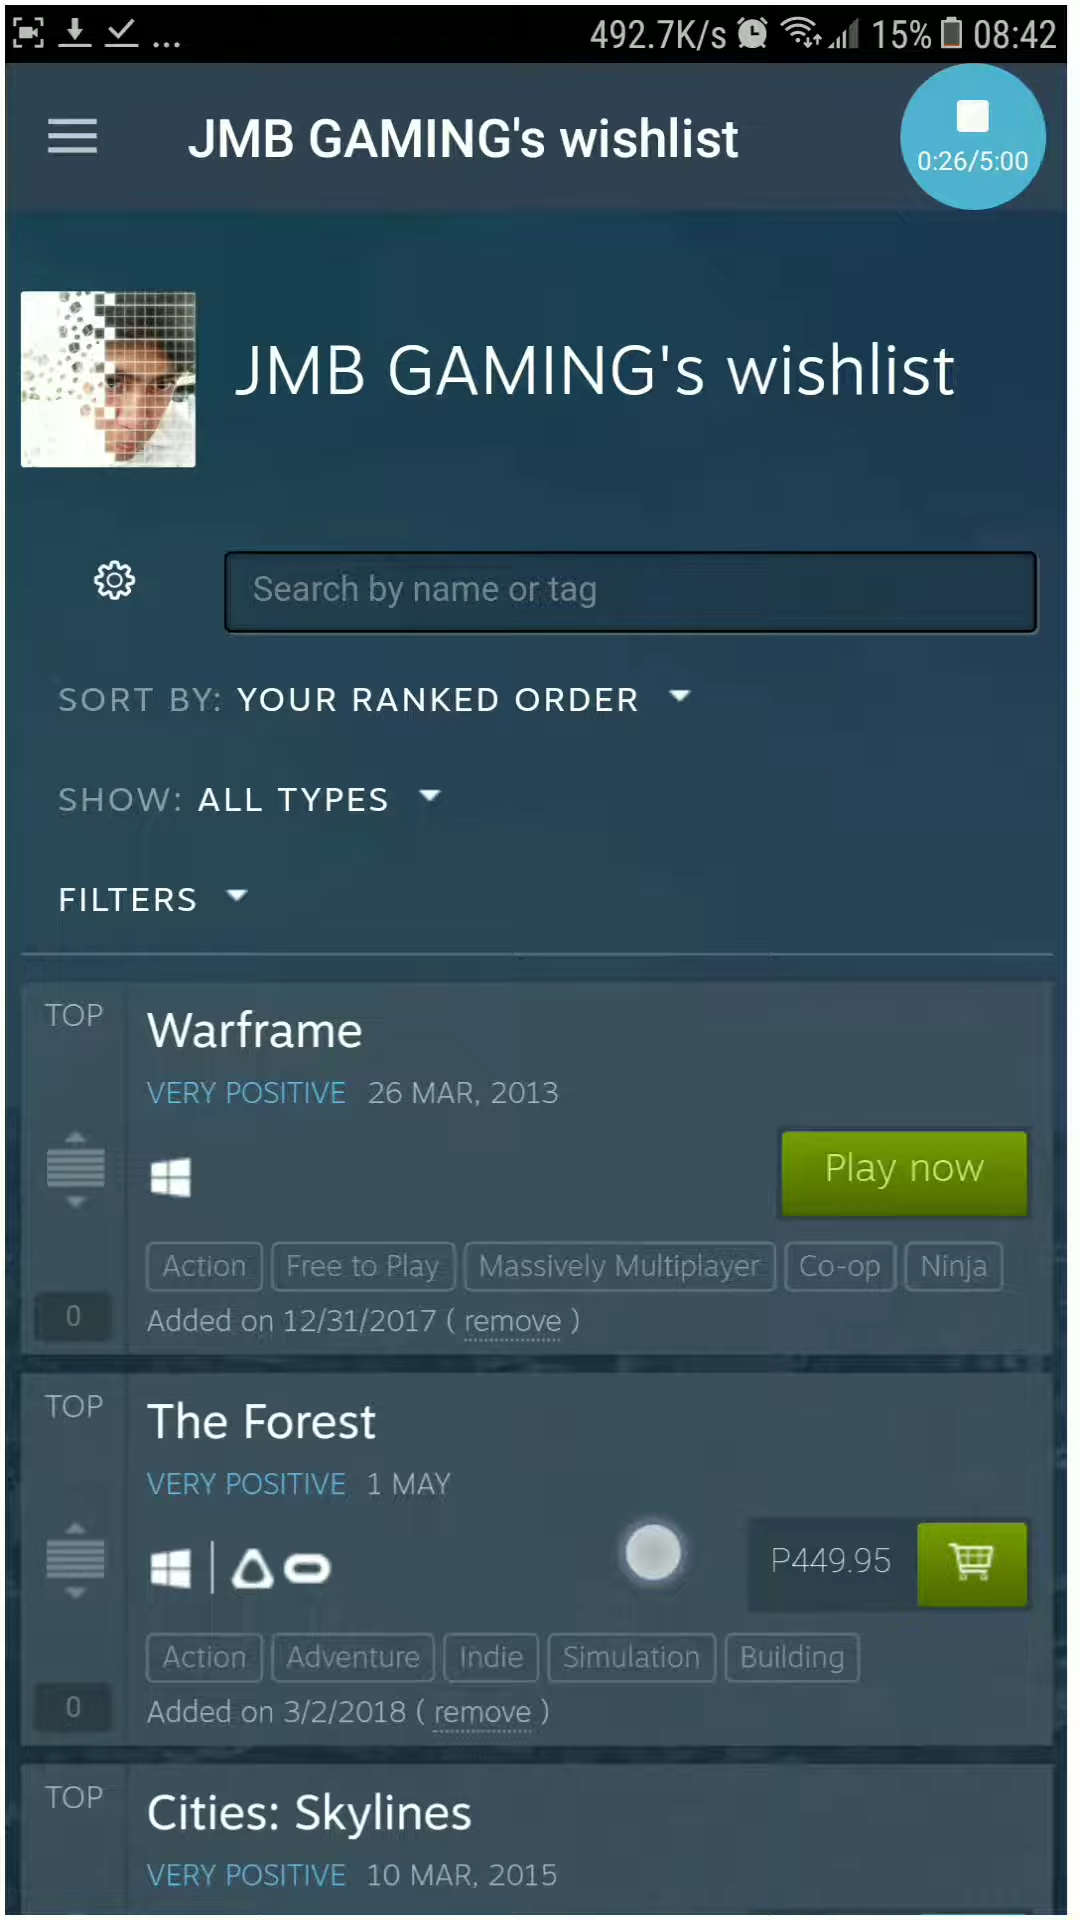 492.7K/s 15% 08:42
JMB GAMING's wishlist
0:26/5:00
JMB GAMING's wishlist
Search by name or tag
SORT BY: YOUR RANKED ORDER
SHOW: ALL TYPES
FILTERS
TOP
Warframe
VERY POSITIVE 26 MAR, 2013
Play now
Action Free to Play Massively Multiplayer Co-op Ninja
0
Added on 12/31/2017 ( remove )
TOP
The Forest
VERY POSITIVE 1 MAY
P449.95
Action Adventure Indie Simulation Building
0
Added on 3/2/2018 ( remove )
TOP
Cities: Skylines
VERY POSITIVE 10 MAR, 2015